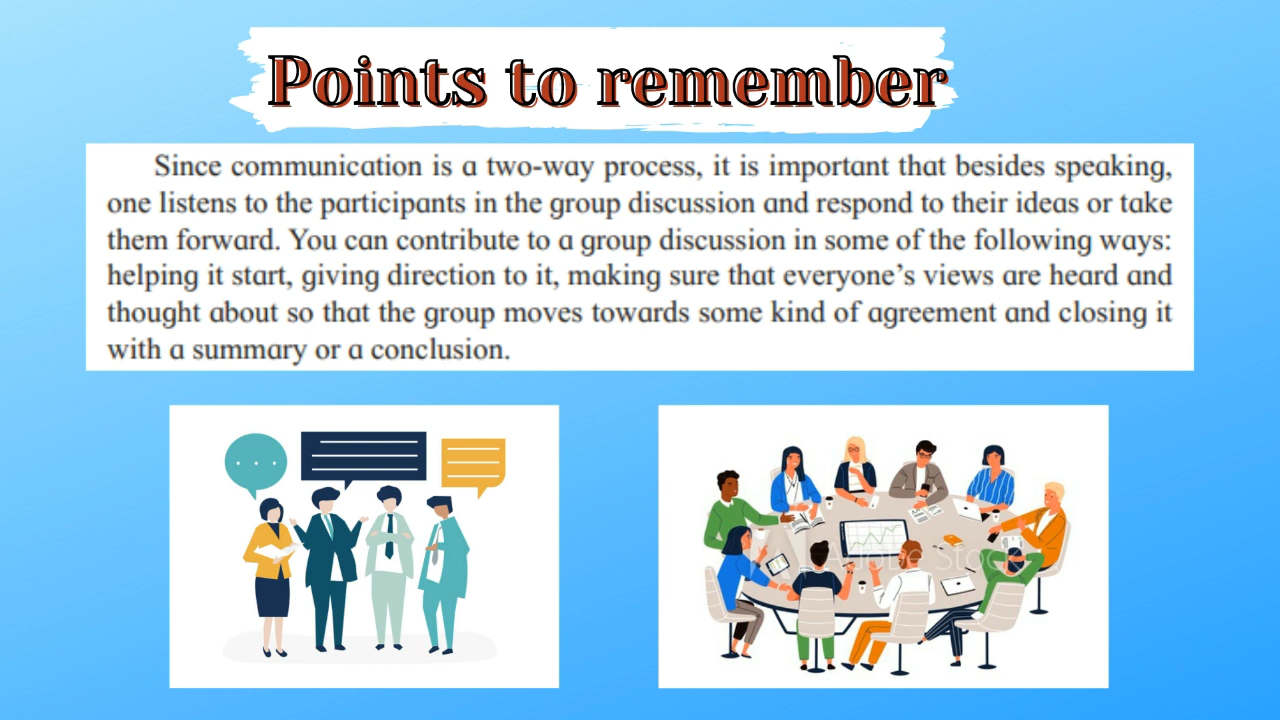 Points to remember
Since communication is a two-way process, it is important that besides speaking,
one listens to the participants in the group discussion and respond to their ideas or take
them forward. You can contribute to a group discussion in some of the following ways:
helping it start, giving direction to it, making sure that everyone’s views are heard and
thought about so that the group moves towards some kind of agreement and closing it
with a summary or a conclusion.
Adobe Stock